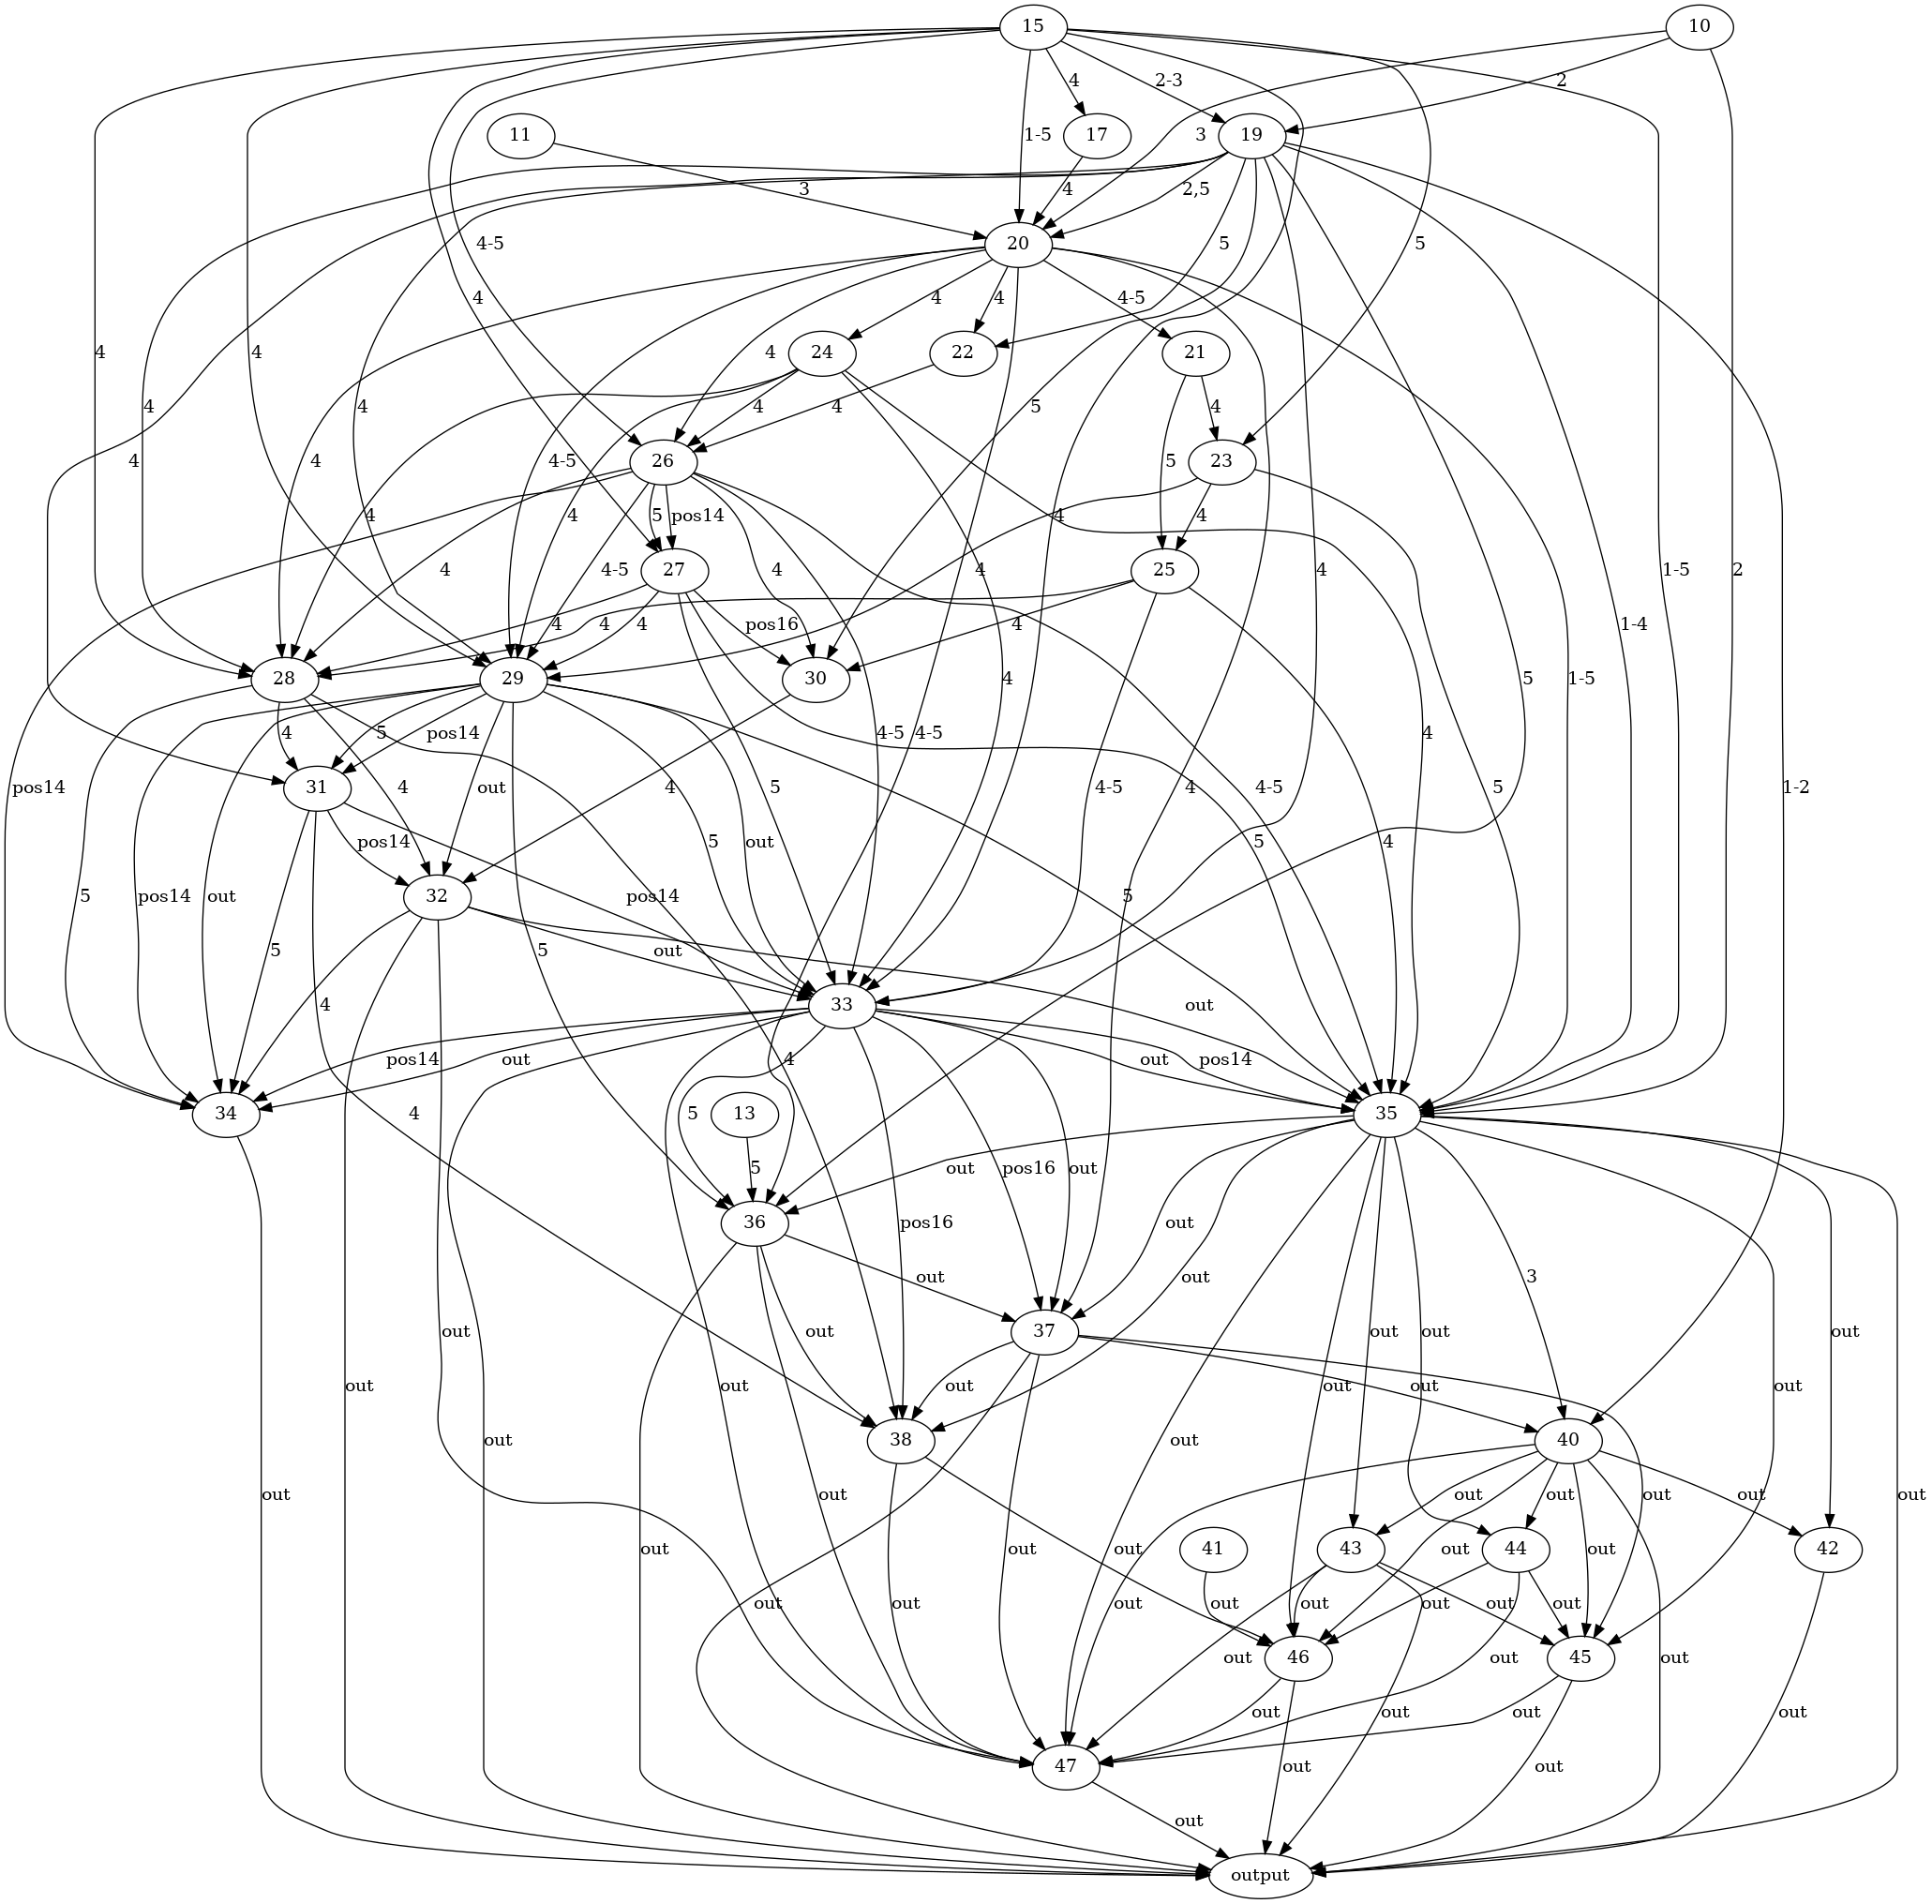 15 10
4 2-3 2
11 17 19
1-5 3
3 4 2,5
20
4-5 5 5
4 4 4-5
4 24 22 21
4 4 4 4 4 4 5
4 4 4-5 4 4 5
26 23
4 4 4 5 pos14 4 4
4 4-5 4 27 25 4 1-5 2
4 4 4 pos16 4 1-4 1-5
28 29 30 4 5
4 5 pos14 4-5 4-5
pos14 4 out 4 5 4-5 4 4-5 5 1-2
31
pos14 5 out 5 4
32
5 pos14 out 5 5 pos14 5
4 out out
33
pos14 out 4 out pos14
4 5 13 34 35
5 out pos16 out
36 pos16 out
out out 3
37
out out out out out
38 out 40
out out out out out
out out out out out out
41 43 44 42
out out out out out out out
46 45
out out out out out
47
out out out
output